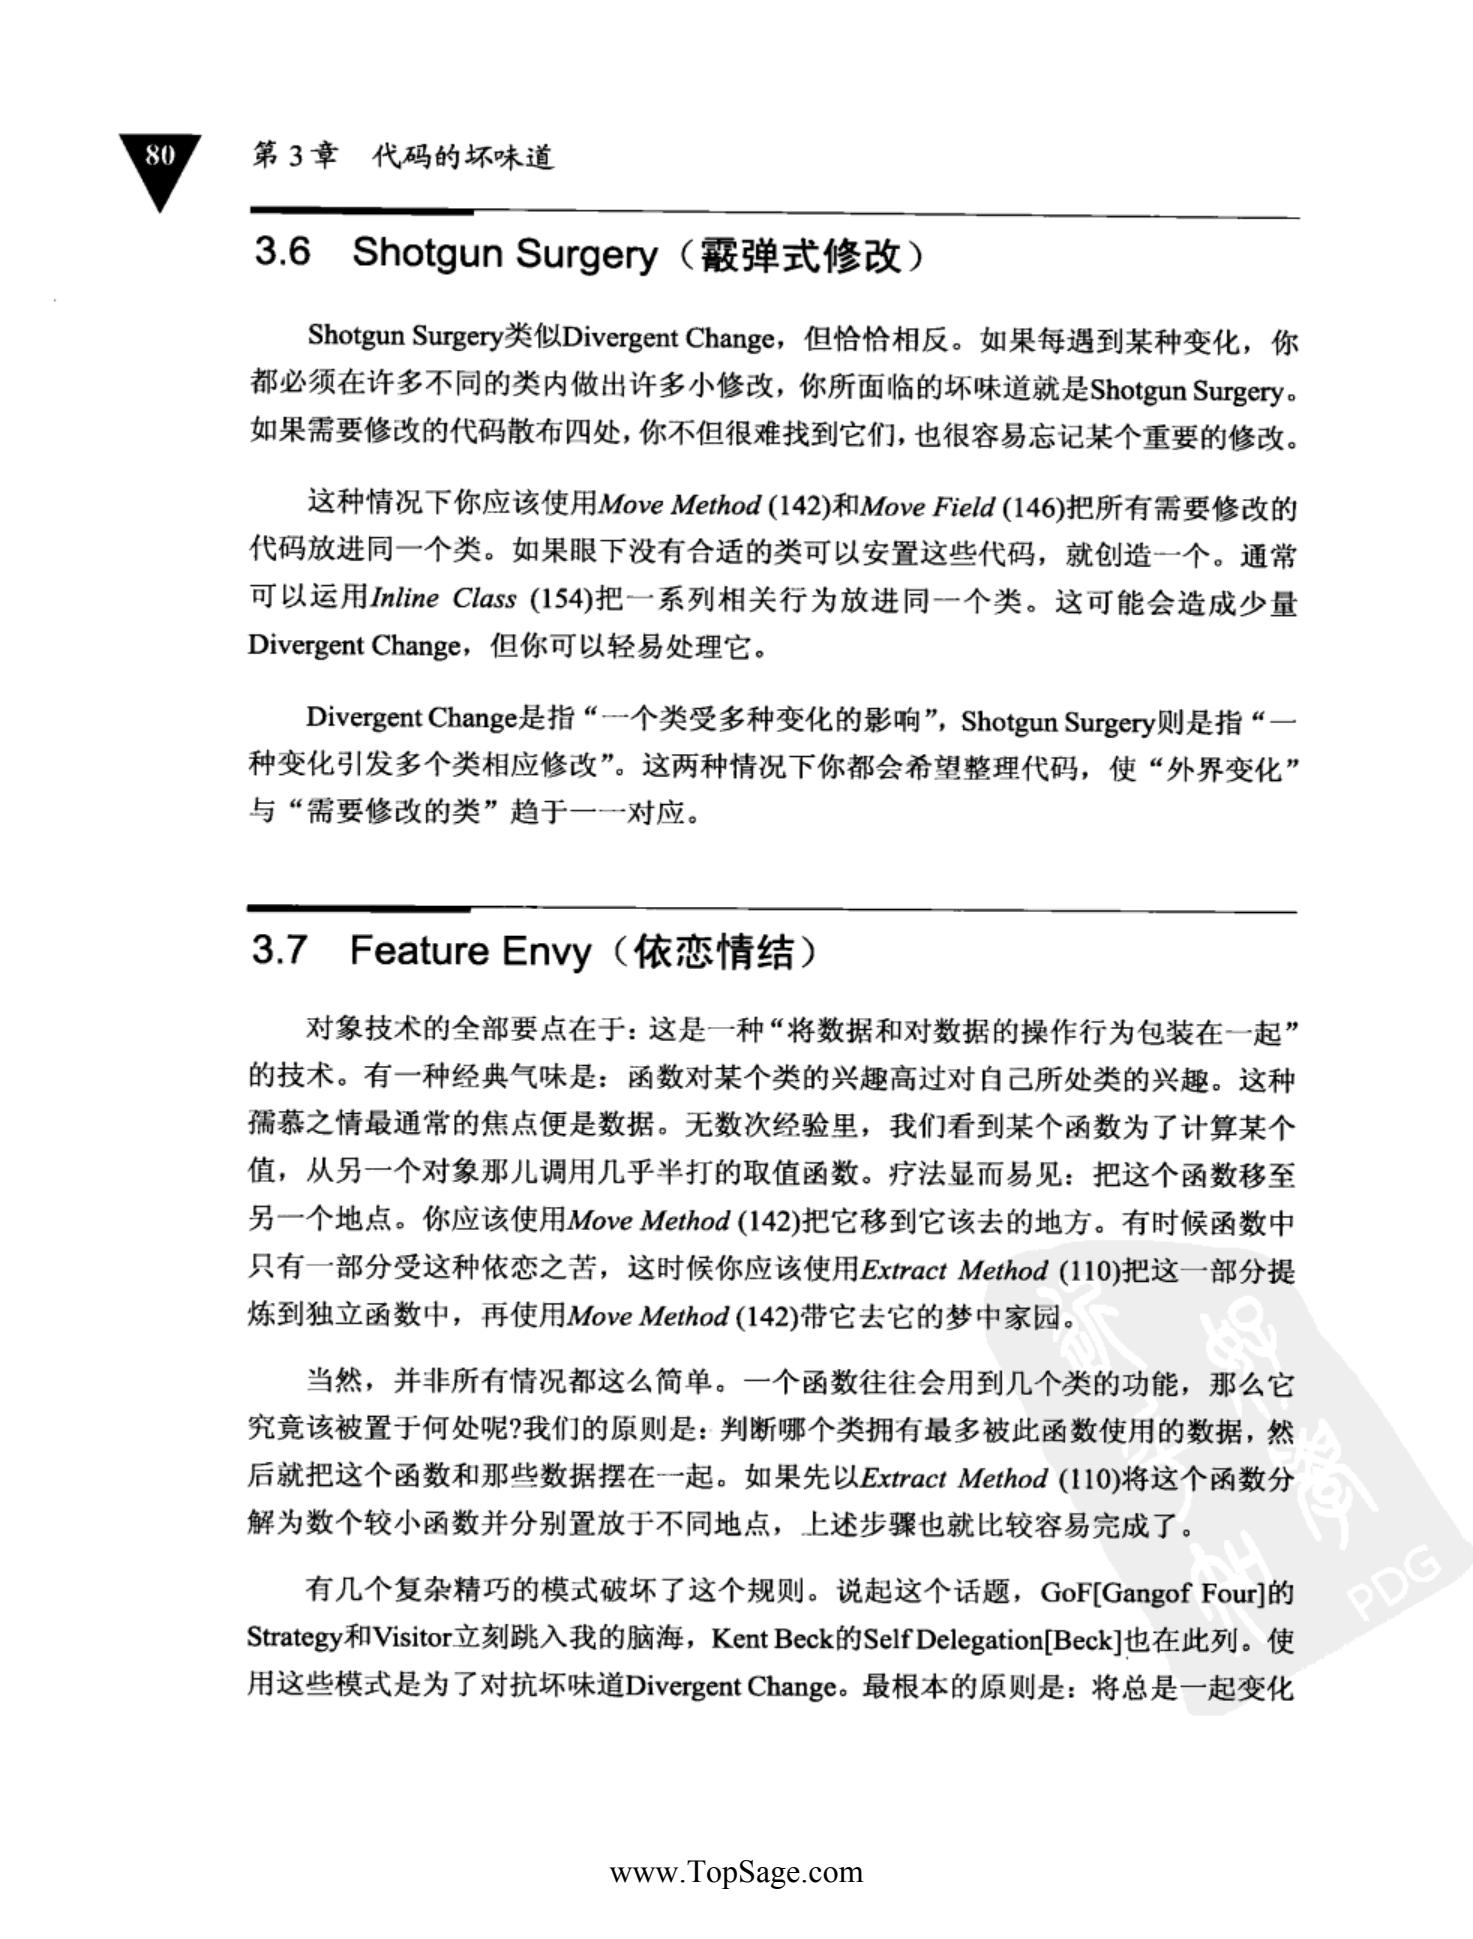 80
第 3 章 代码的坏味道
3.6 Shotgun Surgery（霰弹式修改）
Shotgun Surgery类似Divergent Change，但恰恰相反。如果每遇到某种变化，你
都必须在许多不同的类内做出许多小修改，你所面临的坏味道就是Shotgun Surgery。
如果需要修改的代码散布四处，你不但很难找到它们，也很容易忘记某个重要的修改。
这种情况下你应该使用Move Method (142)和Move Field (146)把所有需要修改的
代码放进同一个类。如果眼下没有合适的类可以安置这些代码，就创造一个。通常
可以运用Inline Class (154)把一系列相关行为放进同一个类。这可能会造成少量
Divergent Change，但你可以轻易处理它。
Divergent Change是指“一个类受多种变化的影响”，Shotgun Surgery则是指“一
种变化引发多个类相应修改”。这两种情况下你都会希望整理代码，使“外界变化”
与“需要修改的类”趋于一一对应。
3.7 Feature Envy（依恋情结）
对象技术的全部要点在于：这是一种“将数据和对数据的操作行为包装在一起”
的技术。有一种经典气味是：函数对某个类的兴趣高过对自己所处类的兴趣。这种
孺慕之情最通常的焦点便是数据。无数次经验里，我们看到某个函数为了计算某个
值，从另一个对象那儿调用几乎半打的取值函数。疗法显而易见：把这个函数移至
另一个地点。你应该使用Move Method (142)把它移到它该去的地方。有时候函数中
只有一部分受这种依恋之苦，这时候你应该使用Extract Method (110)把这一部分提
炼到独立函数中，再使用Move Method (142)带它去它的梦中家园。
当然，并非所有情况都这么简单。一个函数往往会用到几个类的功能，那么它
究竟该被置于何处呢?我们的原则是：判断哪个类拥有最多被此函数使用的数据，然
后就把这个函数和那些数据摆在一起。如果先以Extract Method (110)将这个函数分
解为数个较小函数并分别置放于不同地点，上述步骤也就比较容易完成了。
有几个复杂精巧的模式破坏了这个规则。说起这个话题，GoF[Gangof Four]的
Strategy和Visitor立刻跳入我的脑海，Kent Beck的Self Delegation[Beck]也在此列。使
用这些模式是为了对抗坏味道Divergent Change。最根本的原则是：将总是一起变化
PDG
www.TopSage.com